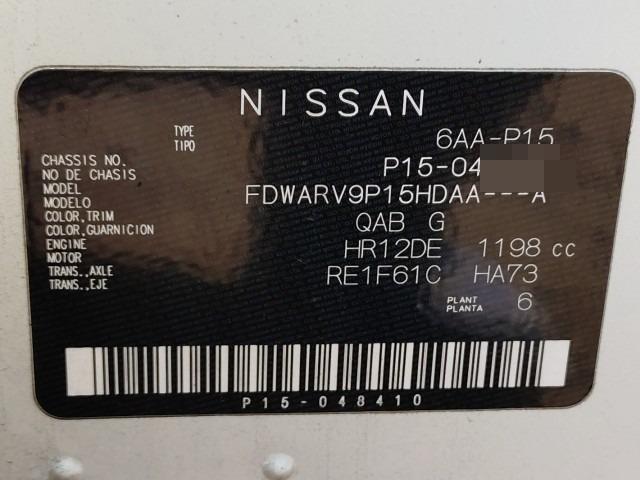 NISSAN
TYPE
TIPO 6AA-P15
CHASSIS NO.
NO DE CHASIS P15-04
MODEL
MODELO FDWARV9P15HDAA---A
COLOR,TRIM
COLOR,GUARNICION QAB G
ENGINE
MOTOR HR12DE 1198 cc
TRANS.,AXLE
TRANS.,EJE RE1F61C HA73
PLANT
PLANTA 6
P15-048410